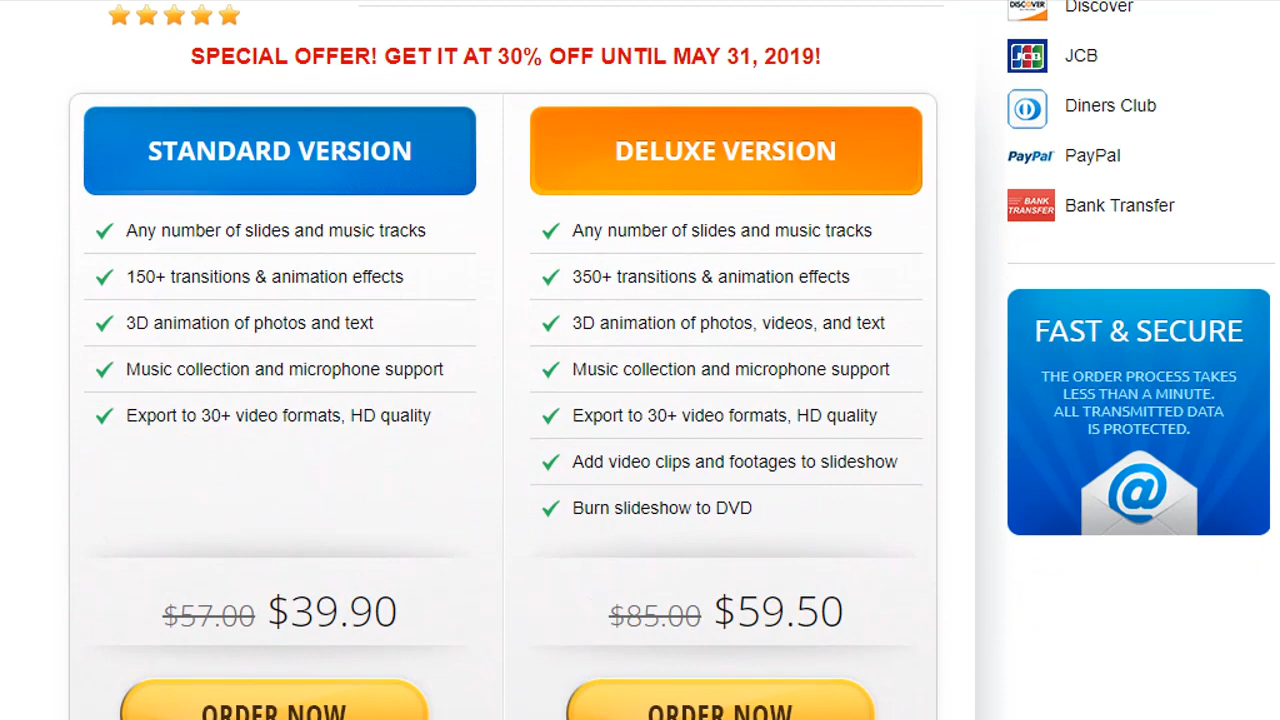 SPECIAL OFFER! GET IT AT 30% OFF UNTIL MAY 31, 2019!
STANDARD VERSION
Any number of slides and music tracks
150+ transitions & animation effects
3D animation of photos and text
Music collection and microphone support
Export to 30+ video formats, HD quality
$57.00 $39.90
ORDER NOW
DELUXE VERSION
Any number of slides and music tracks
350+ transitions & animation effects
3D animation of photos, videos, and text
Music collection and microphone support
Export to 30+ video formats, HD quality
Add video clips and footages to slideshow
Burn slideshow to DVD
$85.00 $59.50
ORDER NOW
DISCOVER Discover
JCB JCB
Diners Club
PayPal PayPal
BANK
TRANSFER
Bank Transfer
FAST & SECURE
THE ORDER PROCESS TAKES
LESS THAN A MINUTE.
ALL TRANSMITTED DATA
IS PROTECTED.
@